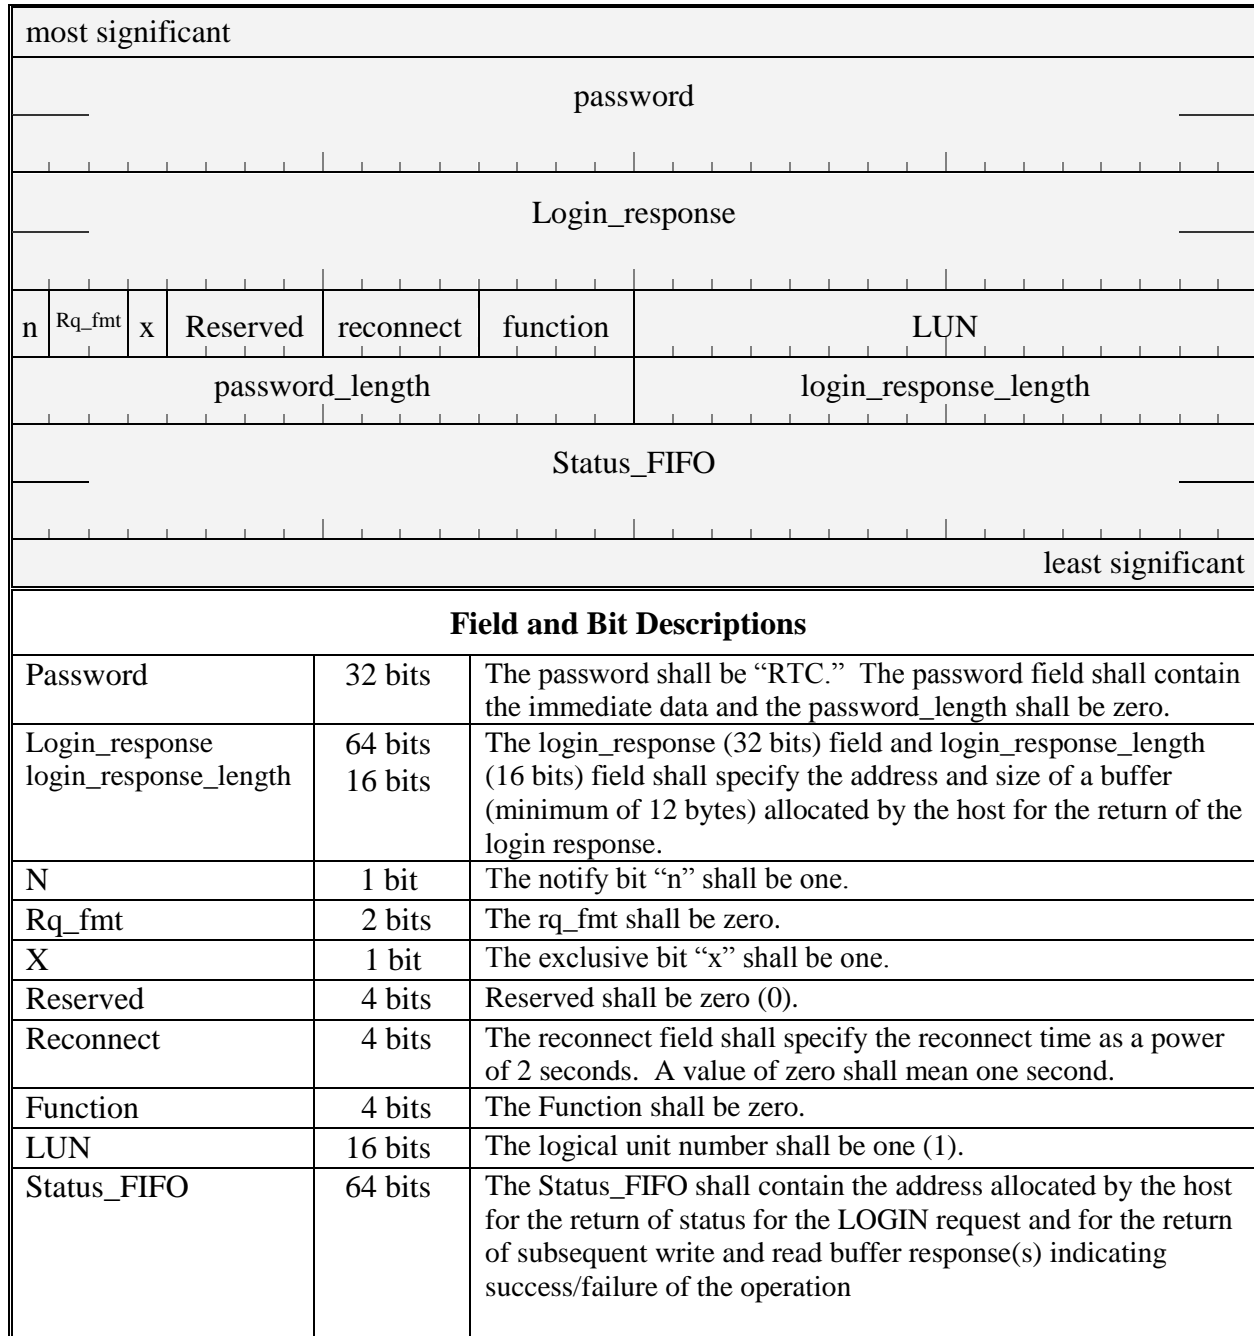 most significant
password
Login_response
n Rq_fmt x Reserved reconnect function LUN
password_length login_response_length
Status_FIFO
least significant
Field and Bit Descriptions
Password 32 bits The password shall be “RTC.” The password field shall contain
the immediate data and the password_length shall be zero.
Login_response 64 bits The login_response (32 bits) field and login_response_length
login_response_length 16 bits (16 bits) field shall specify the address and size of a buffer
(minimum of 12 bytes) allocated by the host for the return of the
login response.
N 1 bit The notify bit “n” shall be one.
Rq_fmt 2 bits The rq_fmt shall be zero.
X 1 bit The exclusive bit “x” shall be one.
Reserved 4 bits Reserved shall be zero (0).
Reconnect 4 bits The reconnect field shall specify the reconnect time as a power
of 2 seconds. A value of zero shall mean one second.
Function 4 bits The Function shall be zero.
LUN 16 bits The logical unit number shall be one (1).
Status_FIFO 64 bits The Status_FIFO shall contain the address allocated by the host
for the return of status for the LOGIN request and for the return
of subsequent write and read buffer response(s) indicating
success/failure of the operation